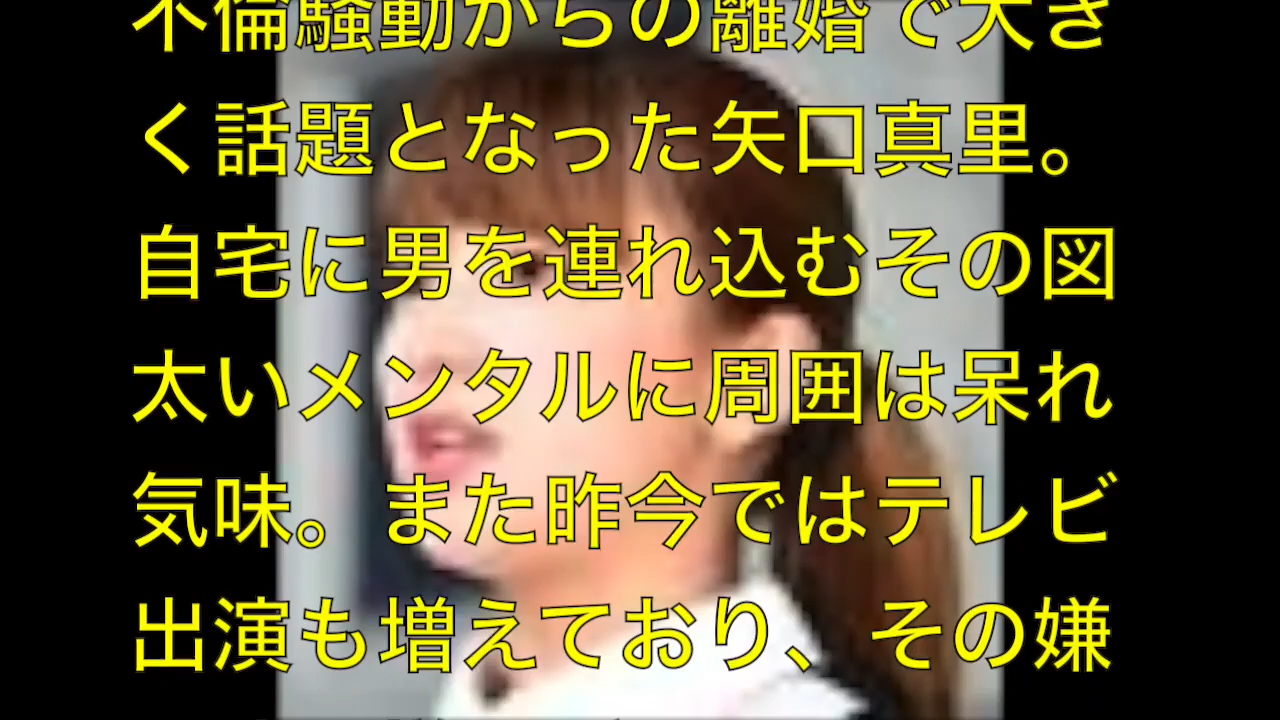 不倫騒動からの離婚で大き
く話題となった矢口真里。
自宅に男を連れ込むその図
太いメンタルに周囲は呆れ
気味。また昨今ではテレビ
出演も増えており、その嫌